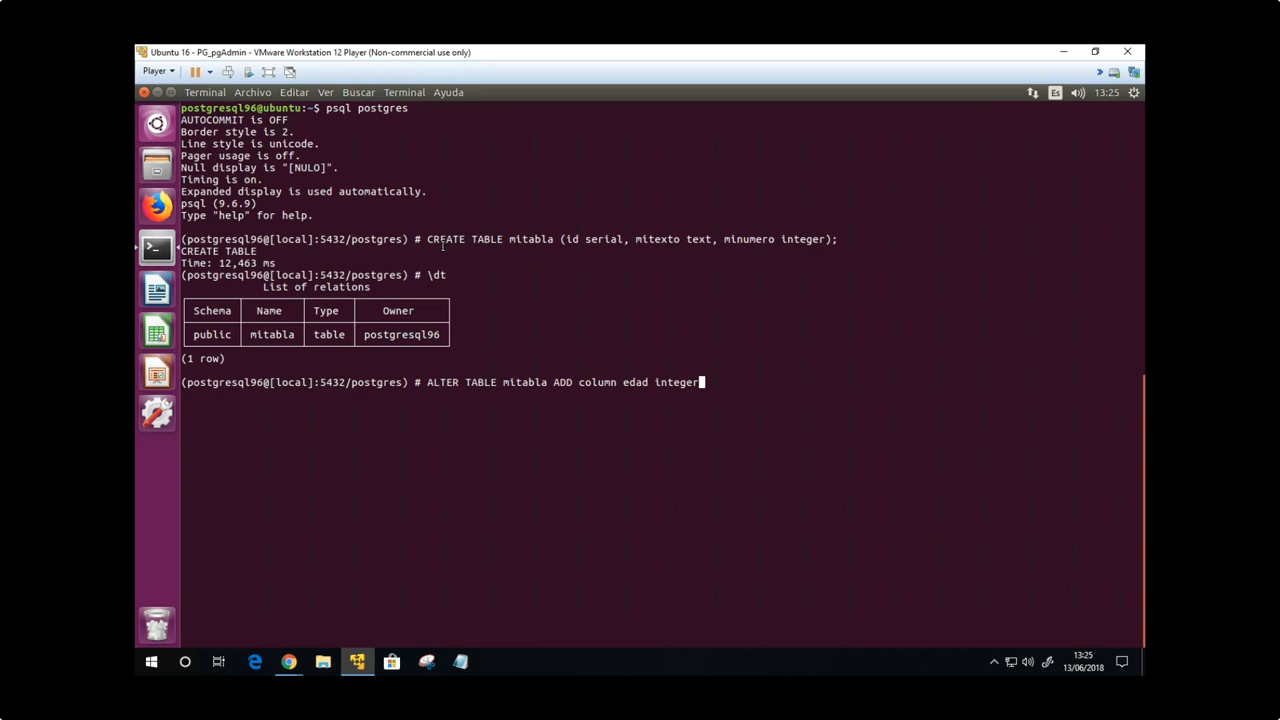 Ubuntu 16 - PG_pgAdmin - VMware Workstation 12 Player (Non-commercial use only)
Player
Terminal Archivo Editar Ver Buscar Terminal Ayuda Es 13:25
postgresql96@ubuntu:~$ psql postgres
AUTOCOMMIT is OFF
Border style is 2.
Line style is unicode.
Pager usage is off.
Null display is "[NULO]".
Timing is on.
Expanded display is used automatically.
psql (9.6.9)
Type "help" for help.
(postgresql96@[local]:5432/postgres) # CREATE TABLE mitabla (id serial, mitexto text, minumero integer);
CREATE TABLE
Time: 12,463 ms
(postgresql96@[local]:5432/postgres) # \dt
List of relations
Schema Name Type Owner
public mitabla table postgresql96
(1 row)
(postgresql96@[local]:5432/postgres) # ALTER TABLE mitabla ADD column edad integer
13:25
13/06/2018